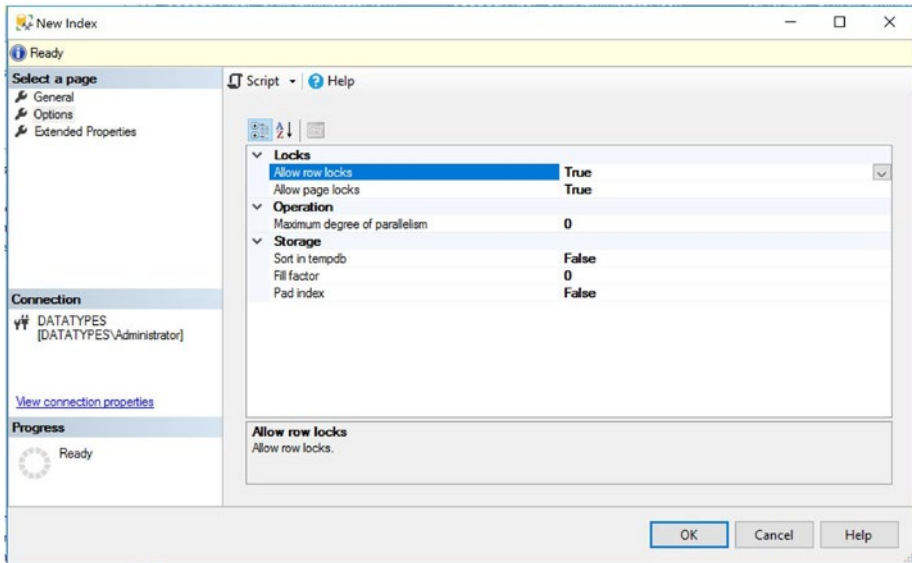 New Index
Ready
Select a page
General
Options
Extended Properties
Script
Help
Locks
Allow row locks True
Allow page locks True
Operation
Maximum degree of parallelism 0
Storage
Sort in tempdb False
Fill factor 0
Pad index False
Connection
DATATYPES
[DATATYPES\Administrator]
View connection properties
Progress
Ready
Allow row locks
Allow row locks.
OK
Cancel
Help